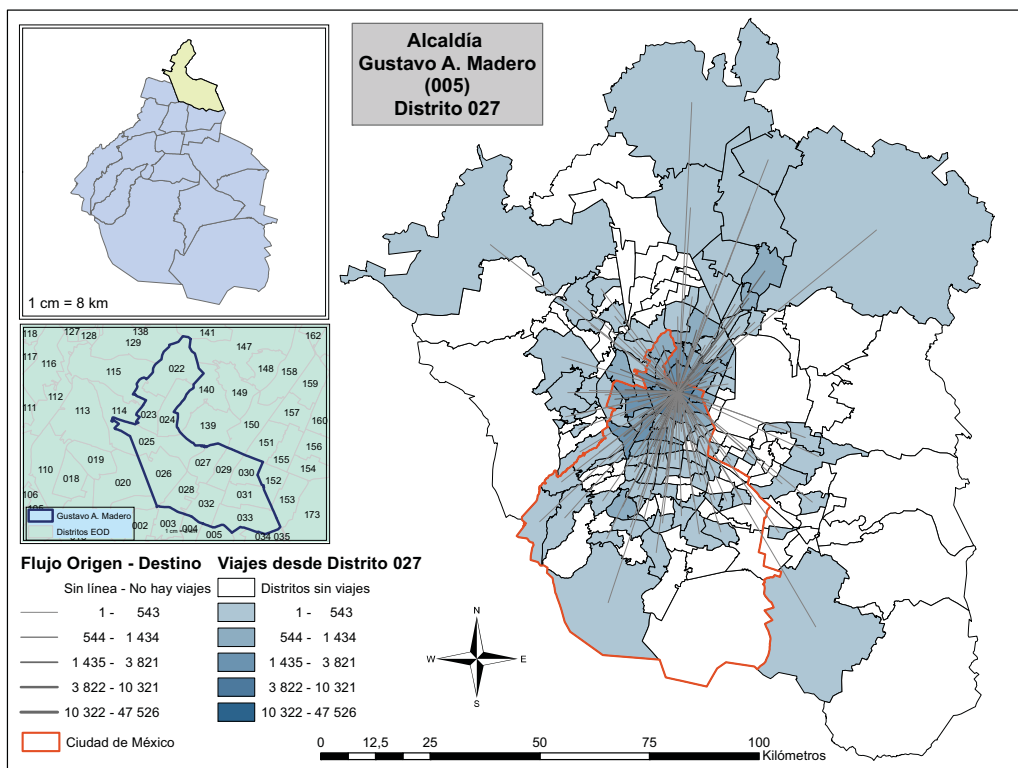 Alcaldía
Gustavo A. Madero
(005)
Distrito 027
1 cm = 8 km
118 127 128 138 141 162
129 147
117 116 115 022 148 158
159
112 140 149
111 113 114 023 024 157 160
139 150
025 151 156
019 027 155
110 026 029 030 154
018 020 152
028 031
106 032 153
002 003 004 033 173
005 034 035
Gustavo A. Madero
Distritos EOD
Flujo Origen - Destino
Sin línea - No hay viajes
1 - 543
544 - 1 434
1 435 - 3 821
3 822 - 10 321
10 322 - 47 526
Ciudad de México
Viajes desde Distrito 027
Distritos sin viajes
1 - 543
544 - 1 434
1 435 - 3 821
3 822 - 10 321
10 322 - 47 526
N
W E
S
0 12,5 25 50 75 100
Kilómetros